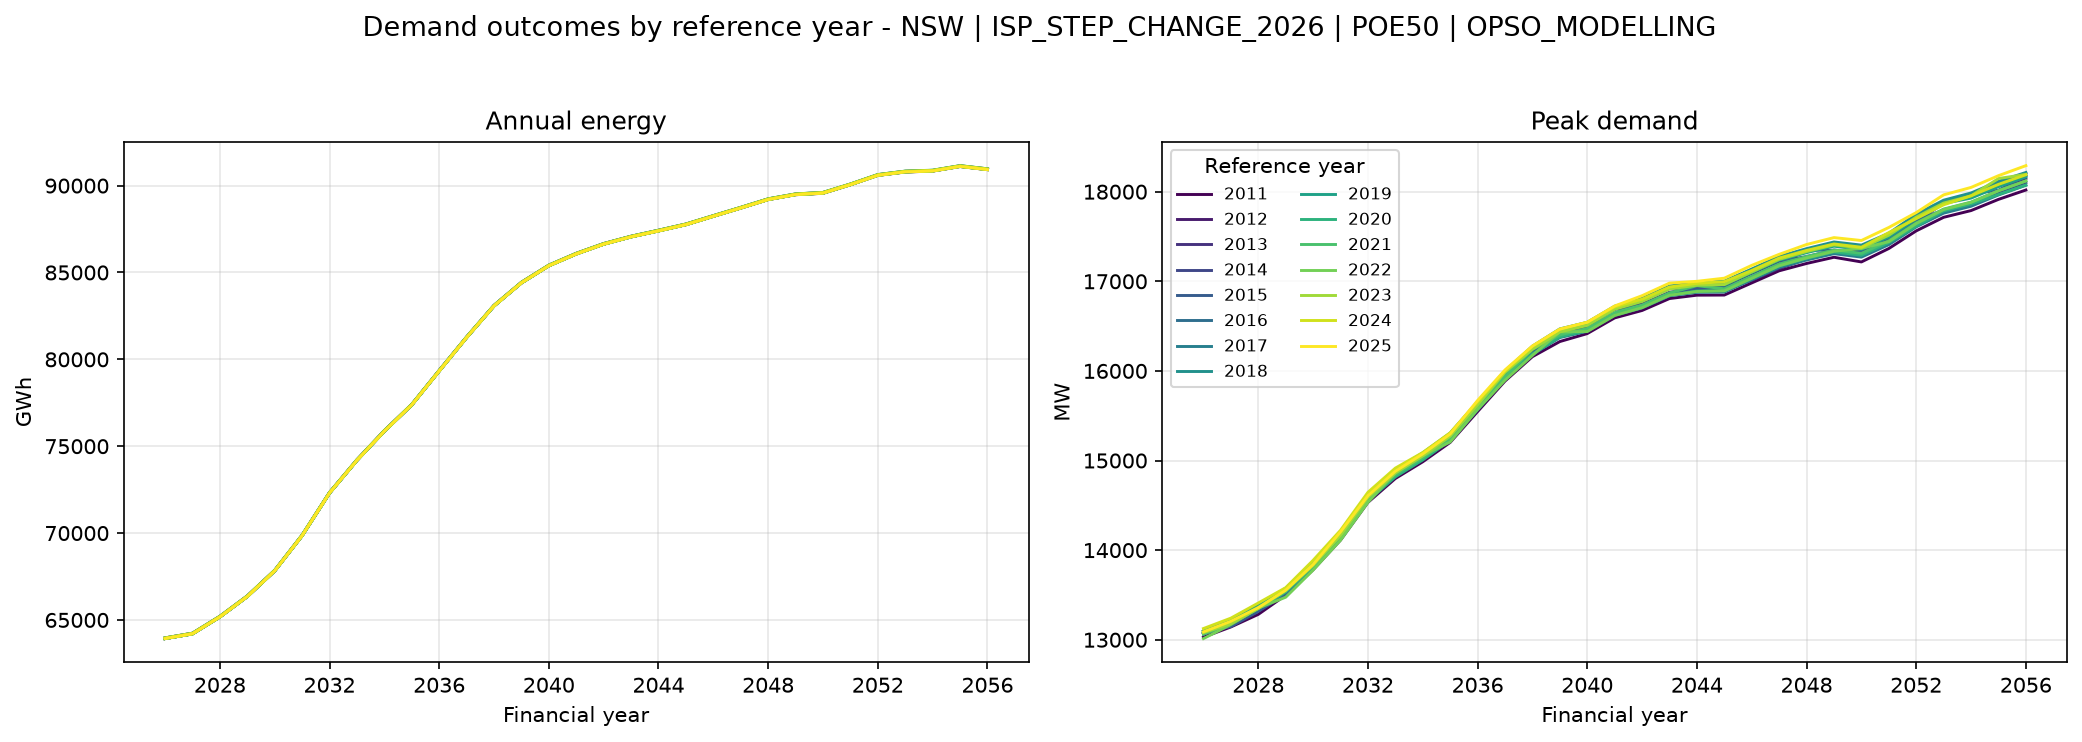 Demand outcomes by reference year - NSW | ISP_STEP_CHANGE_2026 | POE50 | OPSO_MODELLING
Annual energy
GWh
90000
85000
80000
75000
70000
65000
2028 2032 2036 2040 2044 2048 2052 2056
Financial year
Peak demand
MW
18000
17000
16000
15000
14000
13000
Reference year
2011 2019
2012 2020
2013 2021
2014 2022
2015 2023
2016 2024
2017 2025
2018
2028 2032 2036 2040 2044 2048 2052 2056
Financial year